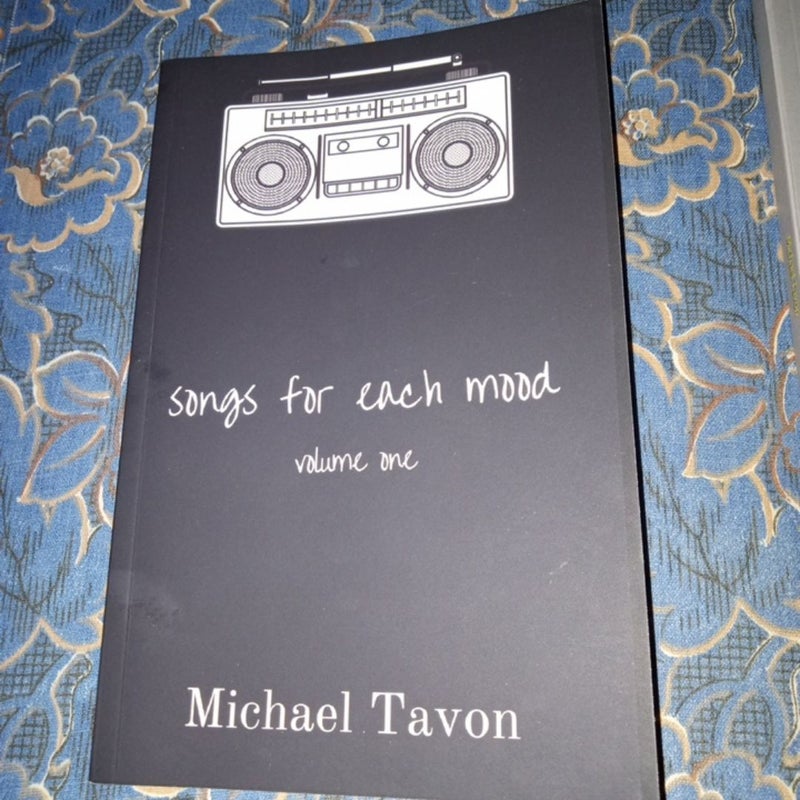 songs for each mood
volume one
Michael Tavon